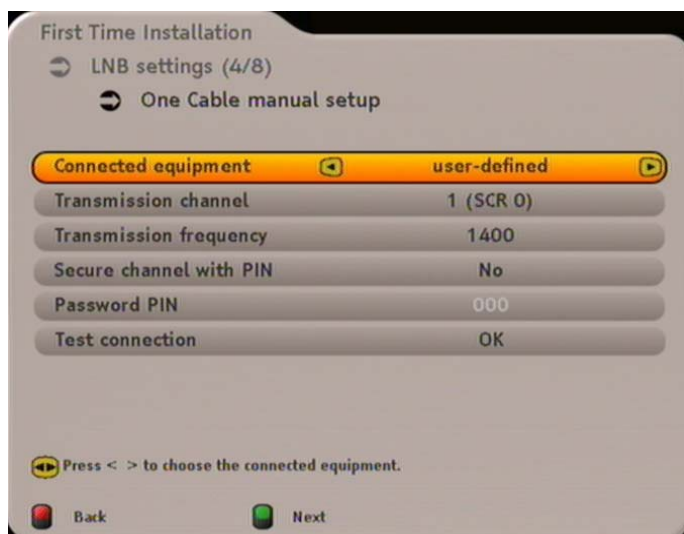 First Time Installation
LNB settings (4/8)
One Cable manual setup
Connected equipment user-defined
Transmission channel 1 (SCR 0)
Transmission frequency 1400
Secure channel with PIN No
Password PIN 000
Test connection OK
Press < > to choose the connected equipment.
Back Next